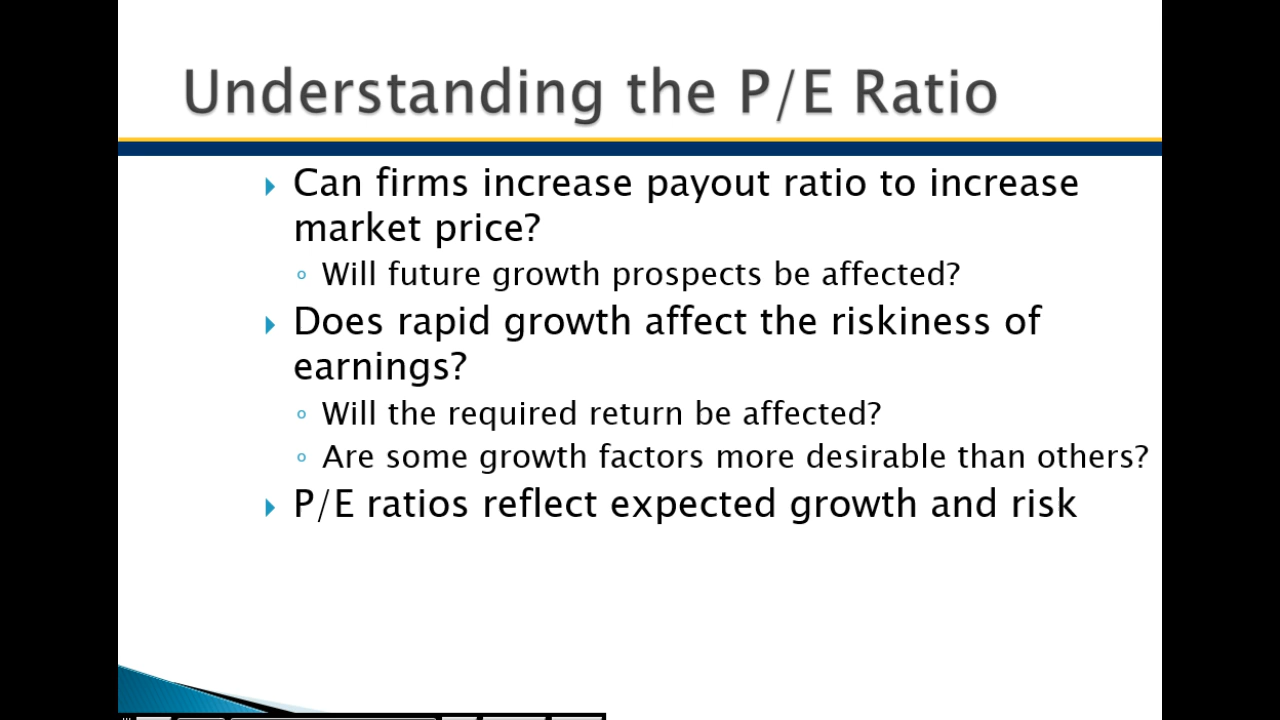 Understanding the P/E Ratio
Can firms increase payout ratio to increase
market price?
Will future growth prospects be affected?
Does rapid growth affect the riskiness of
earnings?
Will the required return be affected?
Are some growth factors more desirable than others?
P/E ratios reflect expected growth and risk